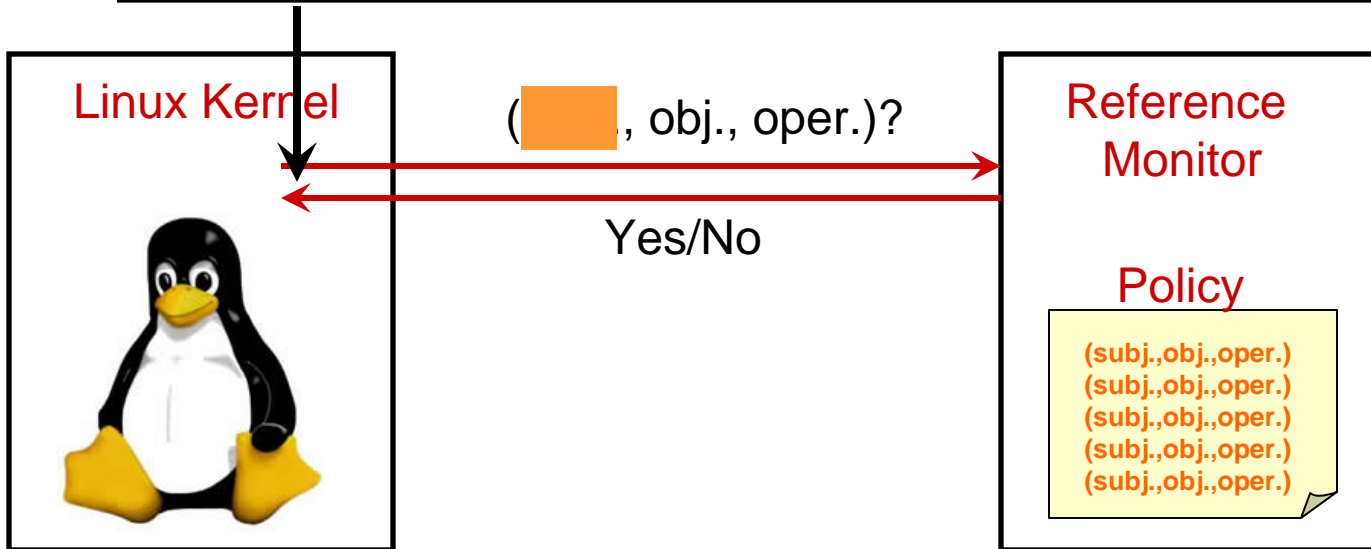 Linux Kernel
(., obj., oper.)?
Yes/No
Reference
Monitor
Policy
(subj.,obj.,oper.)
(subj.,obj.,oper.)
(subj.,obj.,oper.)
(subj.,obj.,oper.)
(subj.,obj.,oper.)